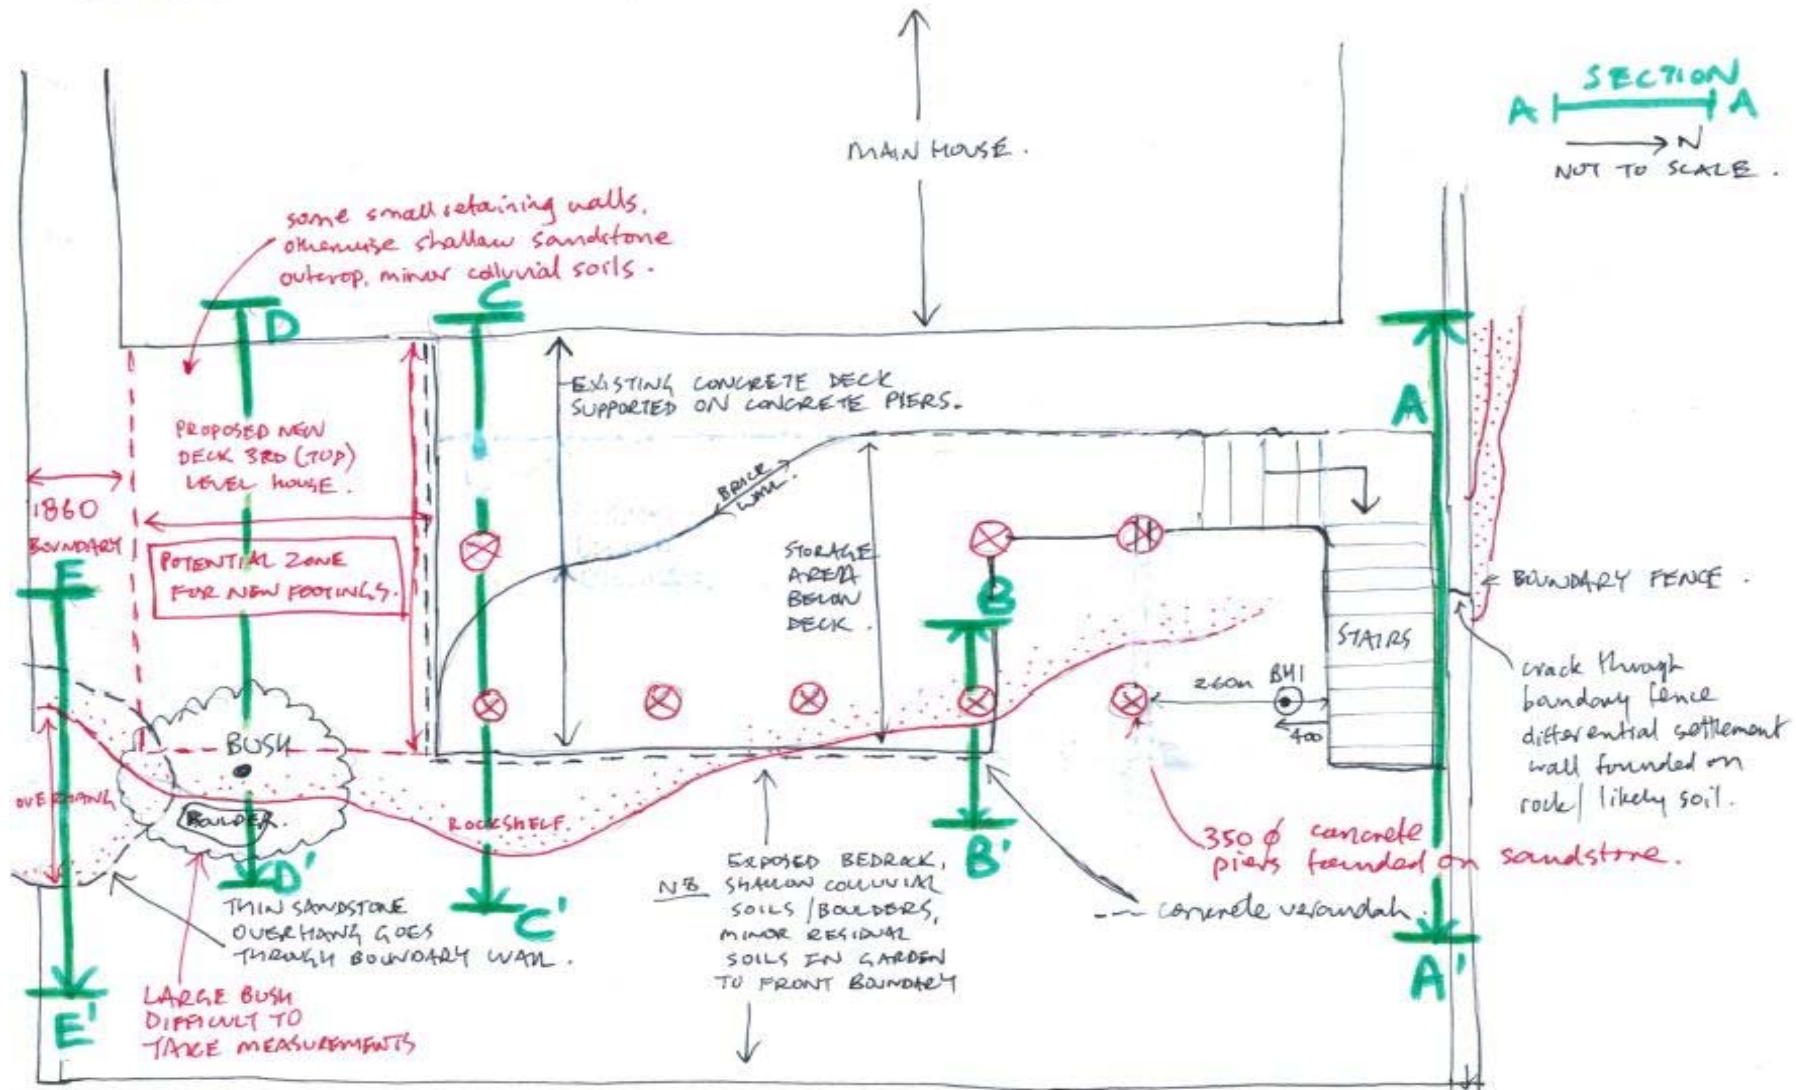 MAIN HOUSE.
SECTION
A A
N
NOT TO SCALE.
some small retaining walls,
otherwise shallow sandstone
outcrop, minor colluvial soils.
D
C
A
EXISTING CONCRETE DECK
SUPPORTED ON CONCRETE PIERS.
PROPOSED NEW
DECK 3RD (TOP)
LEVEL HOUSE.
1860
BOUNDARY
POTENTIAL ZONE
FOR NEW FOOTINGS.
BRICK
WALL.
STORAGE
AREA
BELOW
DECK.
E
B
BOUNDARY FENCE.
STAIRS
crack through
boundary fence
differential settlement
wall founded on
rock/ likely soil.
2.60m
BH1
400
BUSH
OVERHANG
BOULDER.
ROCKSHELF
350 ϕ concrete
piers founded on sandstone.
D'
C'
B'
A'
E'
THIN SANDSTONE
OVERHANG GOES
THROUGH BOUNDARY WALL.
NB EXPOSED BEDROCK,
SHALLOW COLLUVIAL
SOILS/BOULDERS,
MINOR RESIDUAL
SOILS IN GARDEN
TO FRONT BOUNDARY
--- concrete verandah.
LARGE BUSH
DIFFICULT TO
TAKE MEASUREMENTS